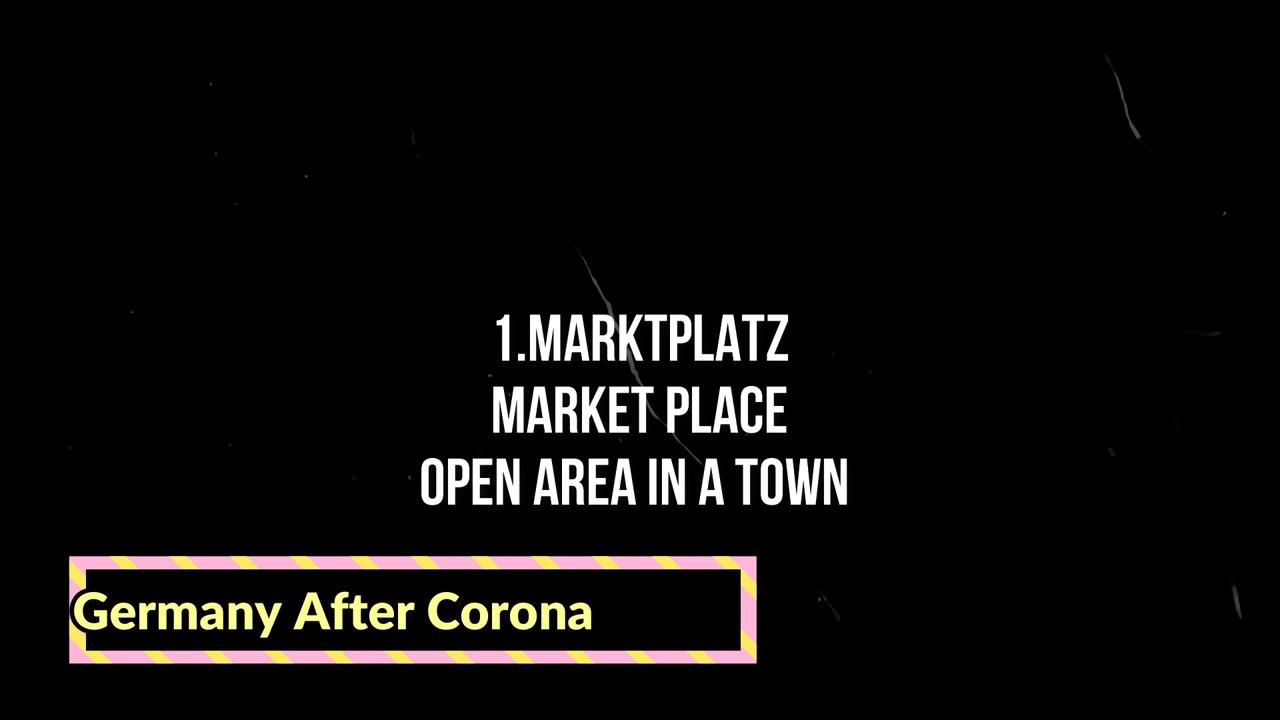 1.MARKTPLATZ
MARKET PLACE
OPEN AREA IN A TOWN
Germany After Corona